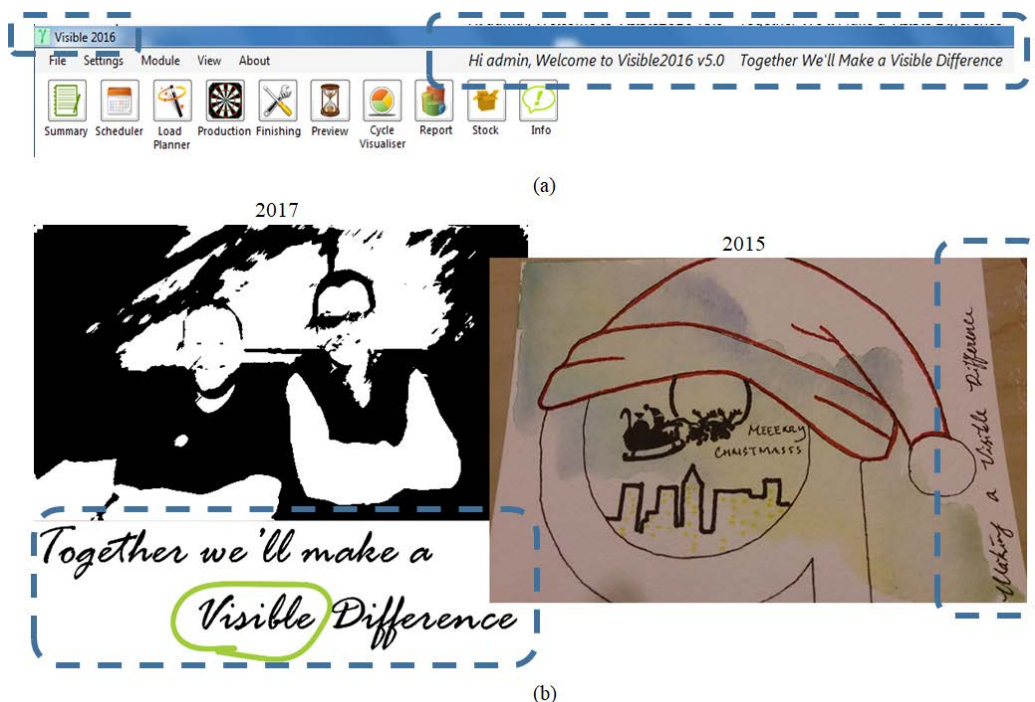 γ Visible 2016
File Settings Module View About Hi admin, Welcome to Visible2016 v5.0 Together We'll Make a Visible Difference
Summary Scheduler Load Planner Production Finishing Preview Cycle Visualiser Report Stock Info
(a)
2017
2015
Together we'll make a
Visible Difference
MEEERRY
CHRISTMASSS
Making a Visible Difference
(b)